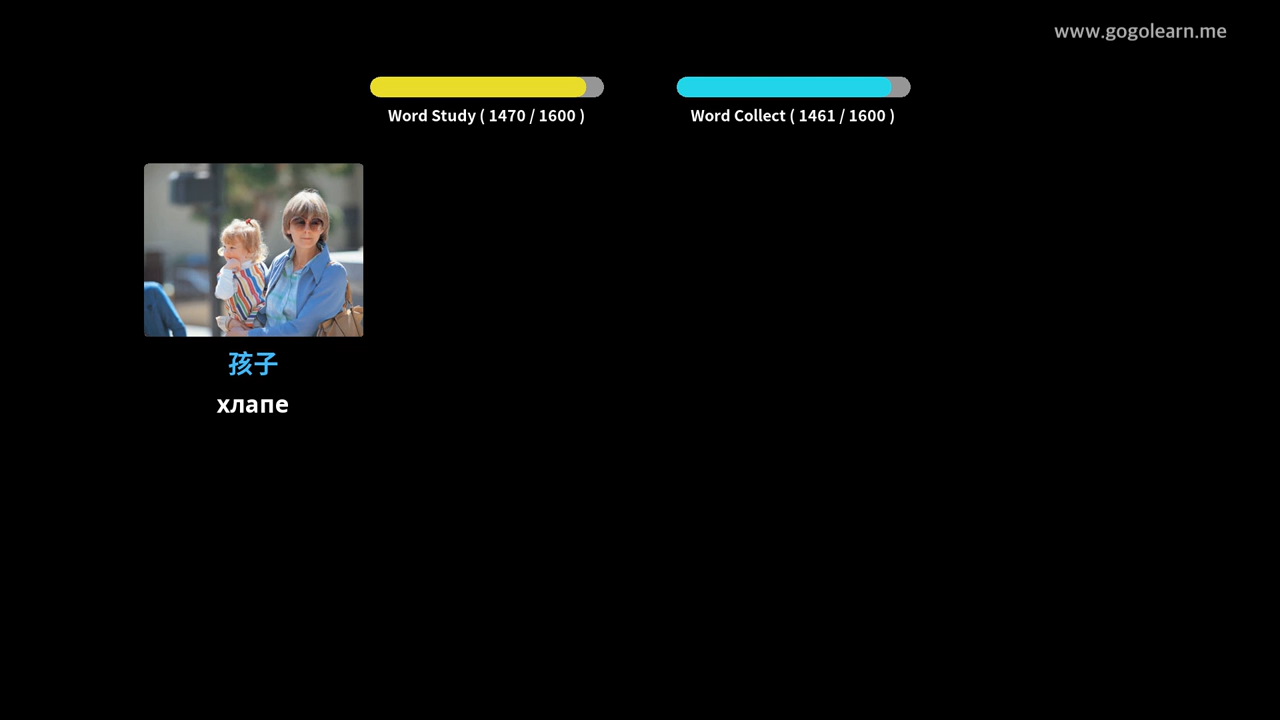 www.gogolearn.me
Word Study ( 1470 / 1600 )
Word Collect ( 1461 / 1600 )
孩子
хлапе